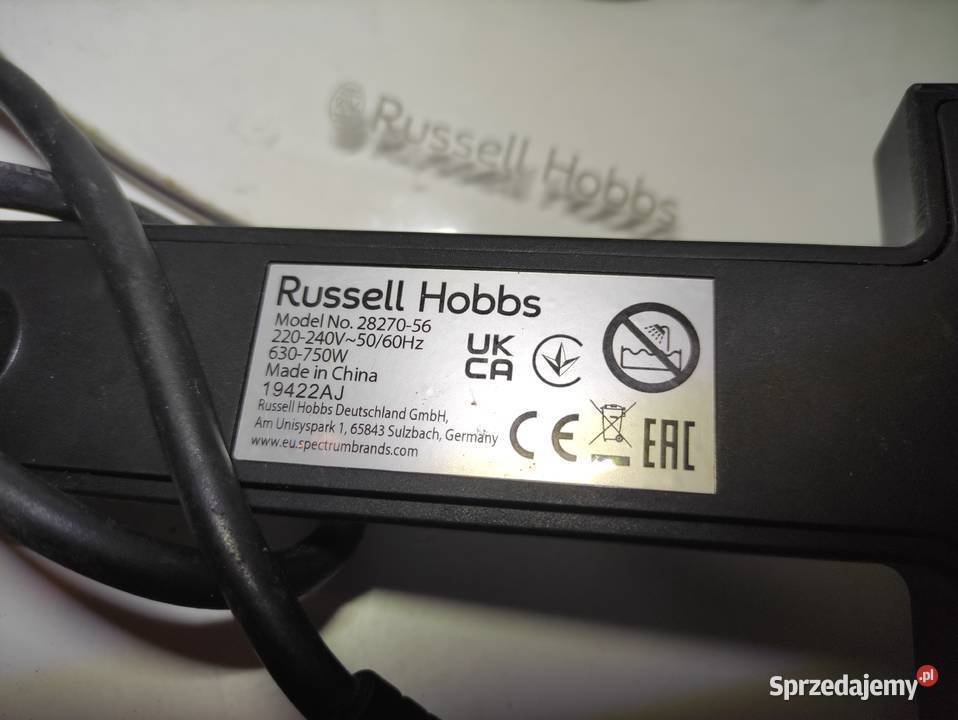 Russell Hobbs
Russell Hobbs
Model No. 28270-56
220-240V~50/60Hz
630-750W
Made in China
19422AJ
Russell Hobbs Deutschland GmbH,
Am Unisyspark 1, 65843 Sulzbach, Germany
www.eu.spectrumbrands.com
UK
CA
CE
EAC
Sprzedajemy.pl